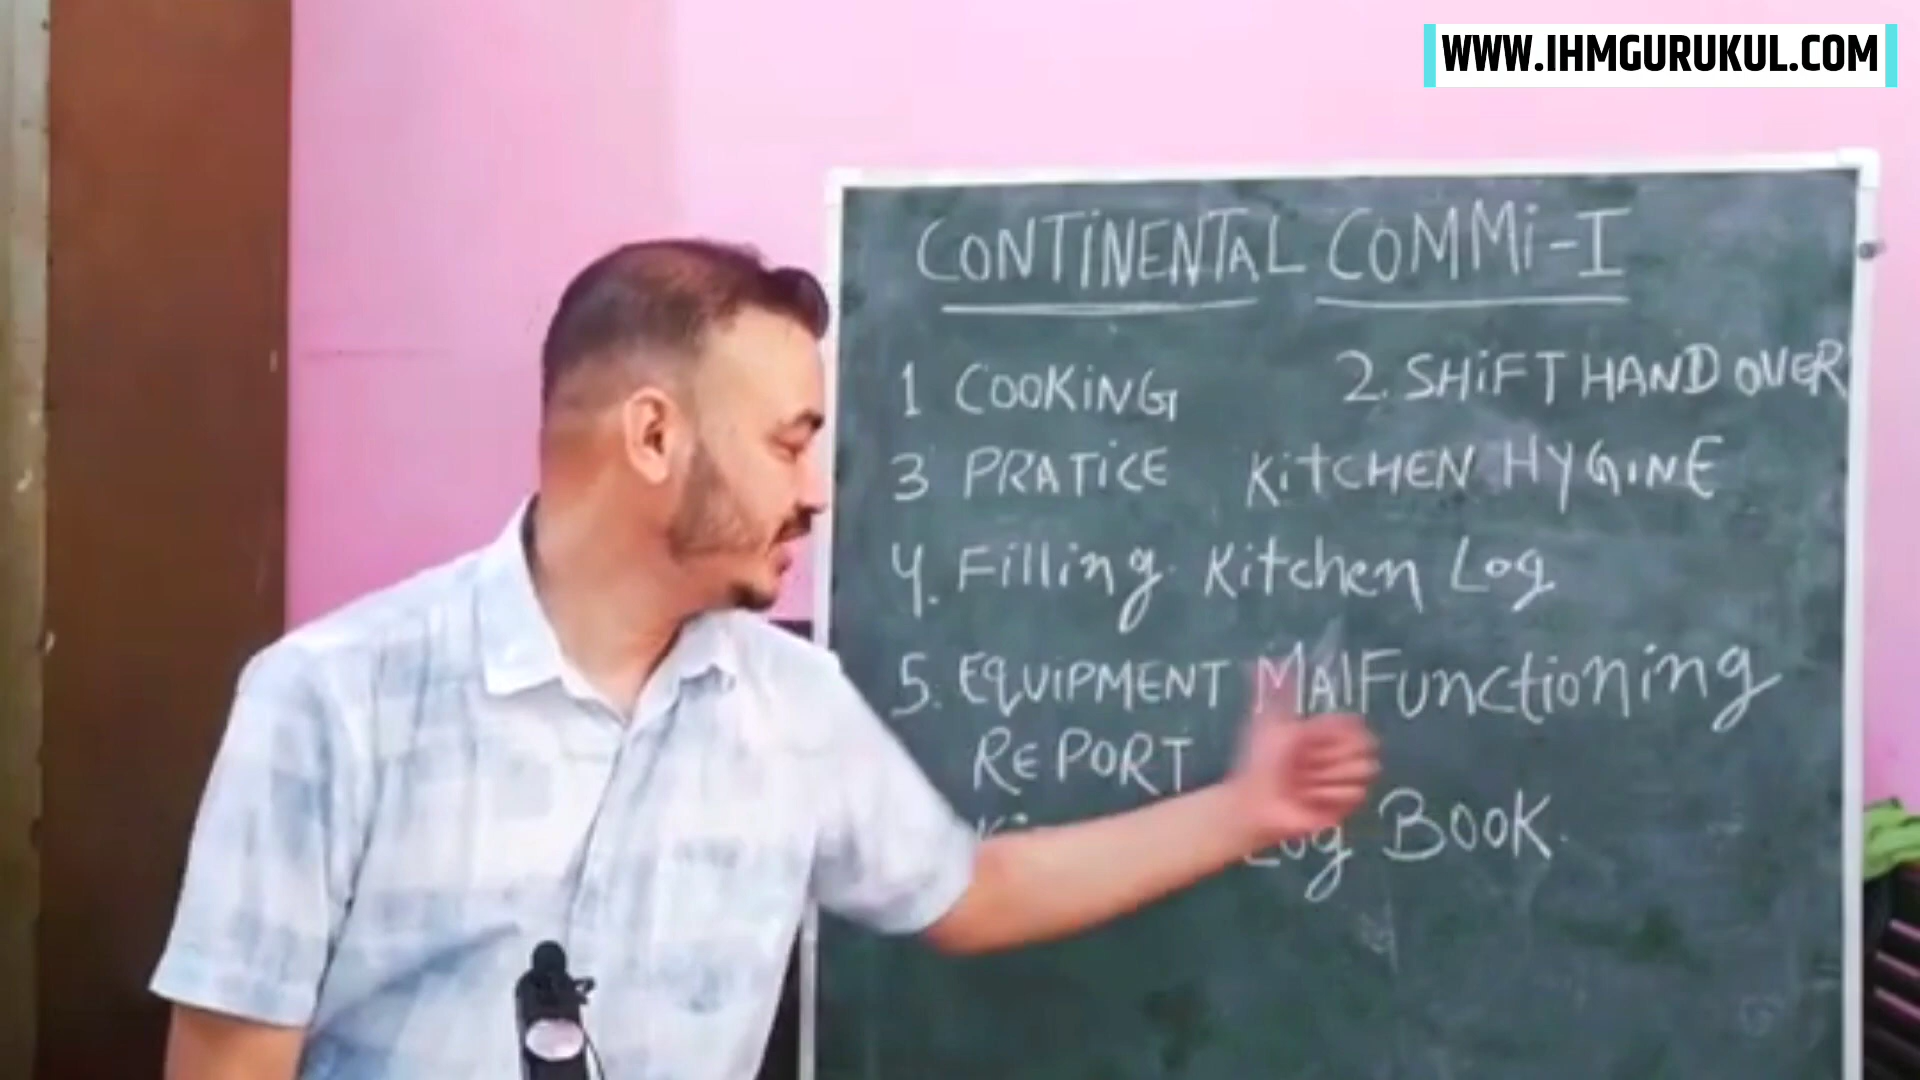 WWW.IHMGURUKUL.COM
CONTINENTAL COMMI-I
1 COOKING 2. SHIFT HAND OVER
3 PRATICE KITCHEN HYGINE
4. Filling Kitchen Log
5. EQUIPMENT MALFunctioning
REPORT
Log BOOK.